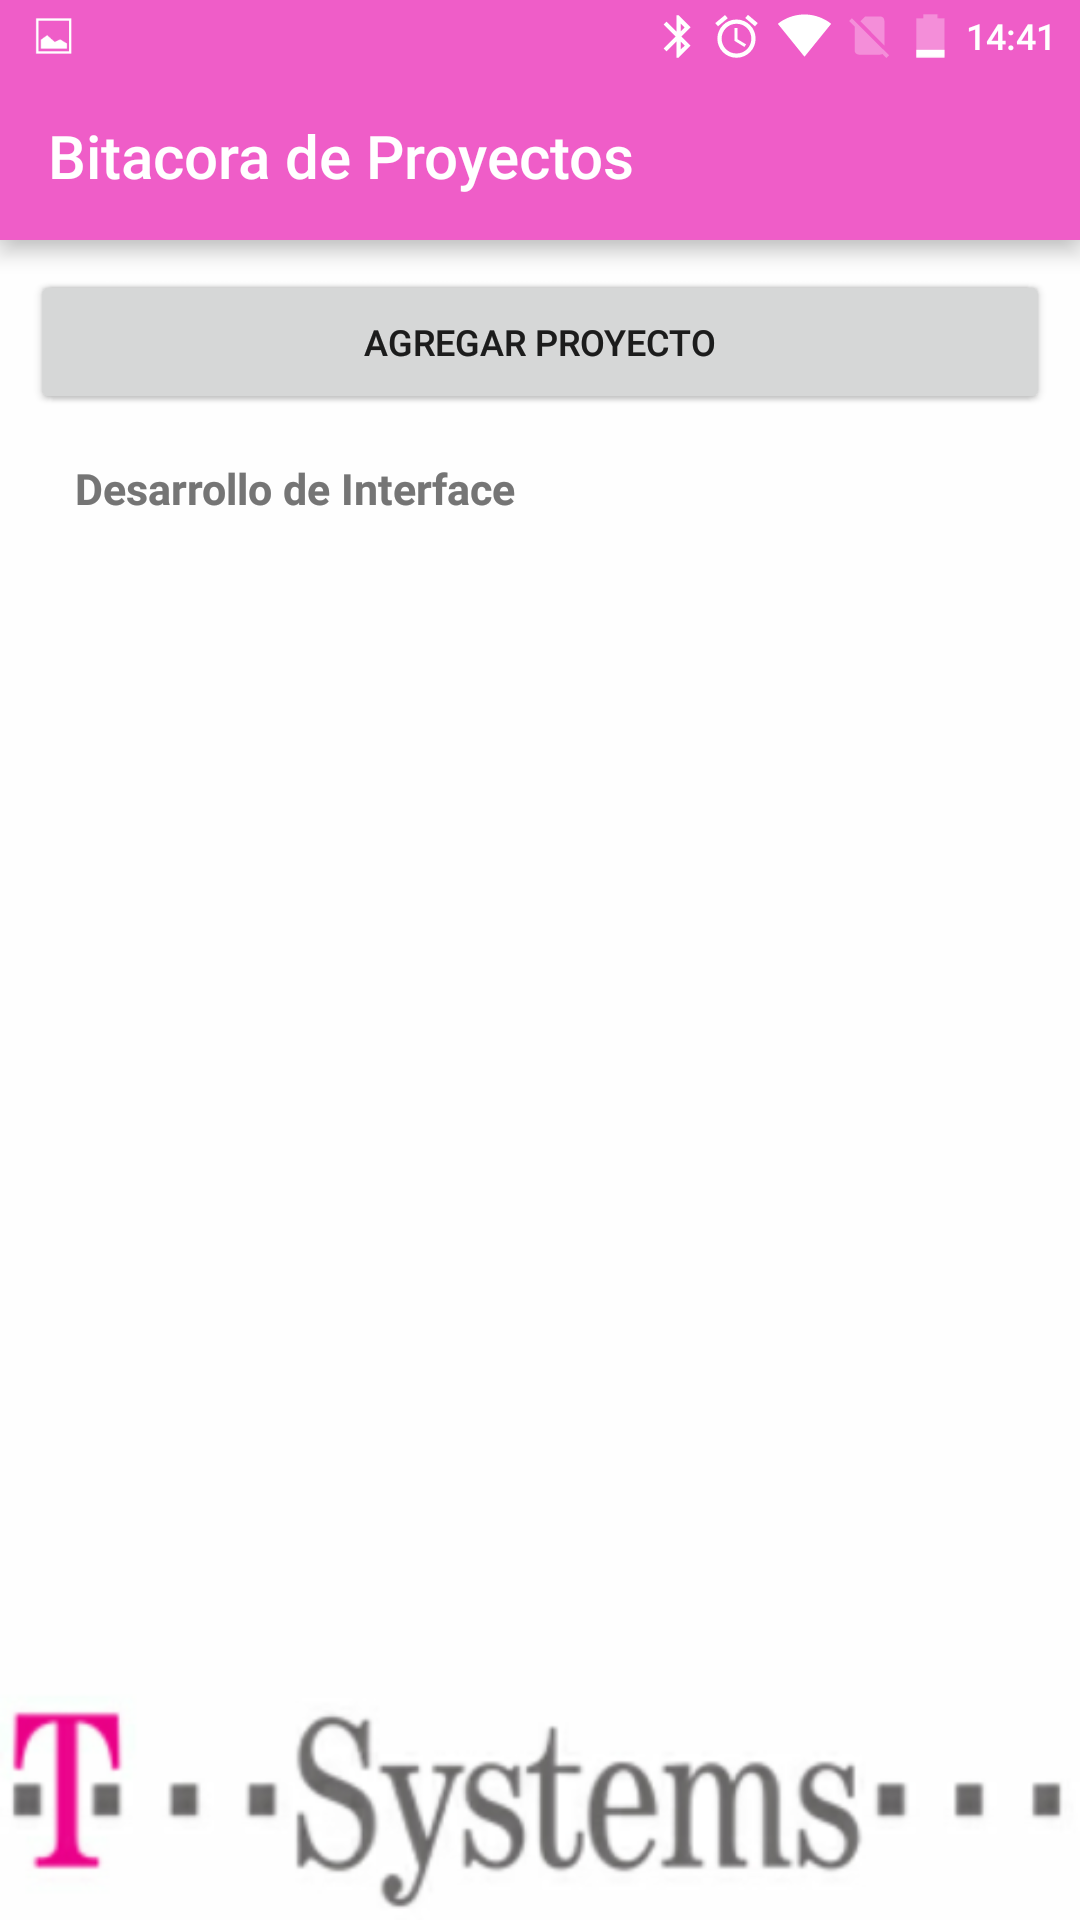 14:41
Bitacora de Proyectos
AGREGAR PROYECTO
Desarrollo de Interface
T Systems